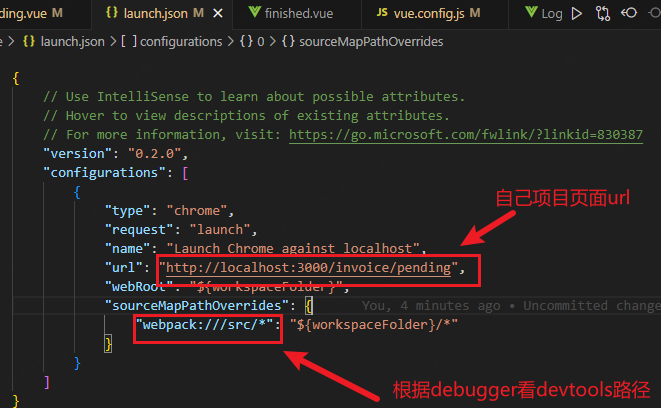 ding.vue M launch.json M × finished.vue vue.config.js M Log
e > launch.json > [ ] configurations > {} 0 > {} sourceMapPathOverrides
{
// Use IntelliSense to learn about possible attributes.
// Hover to view descriptions of existing attributes.
// For more information, visit: https://go.microsoft.com/fwlink/?linkid=830387
"version": "0.2.0",
"configurations": [
{
自己项目页面url
"type": "chrome",
"request": "launch",
"name": "Launch Chrome against localhost",
"url": "http://localhost:3000/invoice/pending",
"webRoot": "${workspaceFolder}",
"sourceMapPathOverrides": { You, 4 minutes ago • Uncommitted change
"webpack:///src/*": "${workspaceFolder}/*"
}
}
根据debugger看devtools路径
]
}